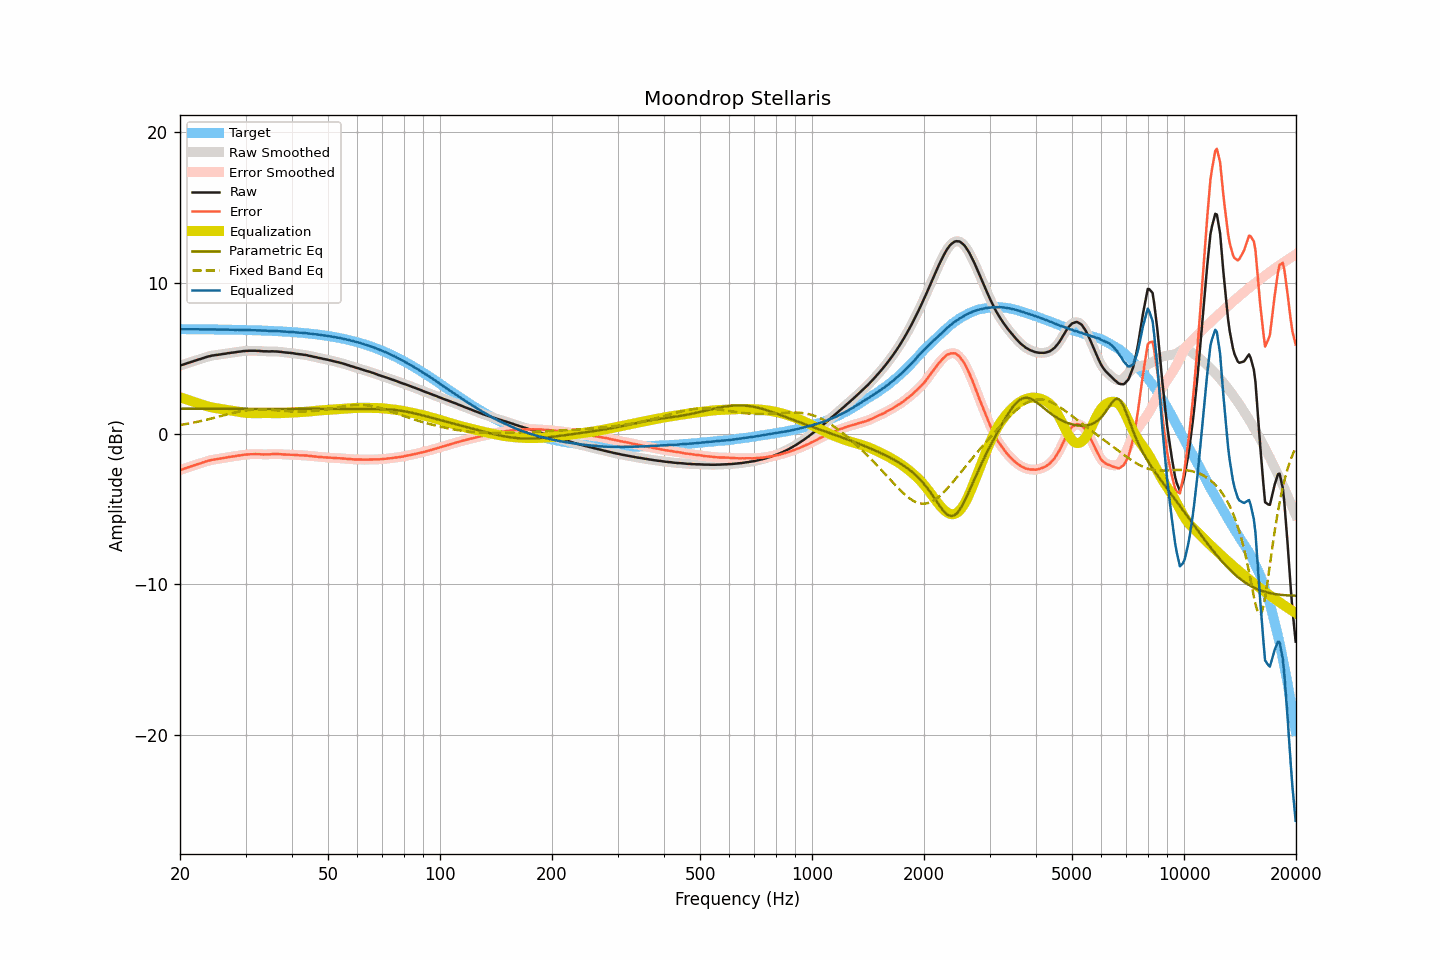 Moondrop Stellaris
20
10
0
−10
−20
Amplitude (dBr)
Target
Raw Smoothed
Error Smoothed
Raw
Error
Equalization
Parametric Eq
Fixed Band Eq
Equalized
20 50 100 200 500 1000 2000 5000 10000 20000
Frequency (Hz)